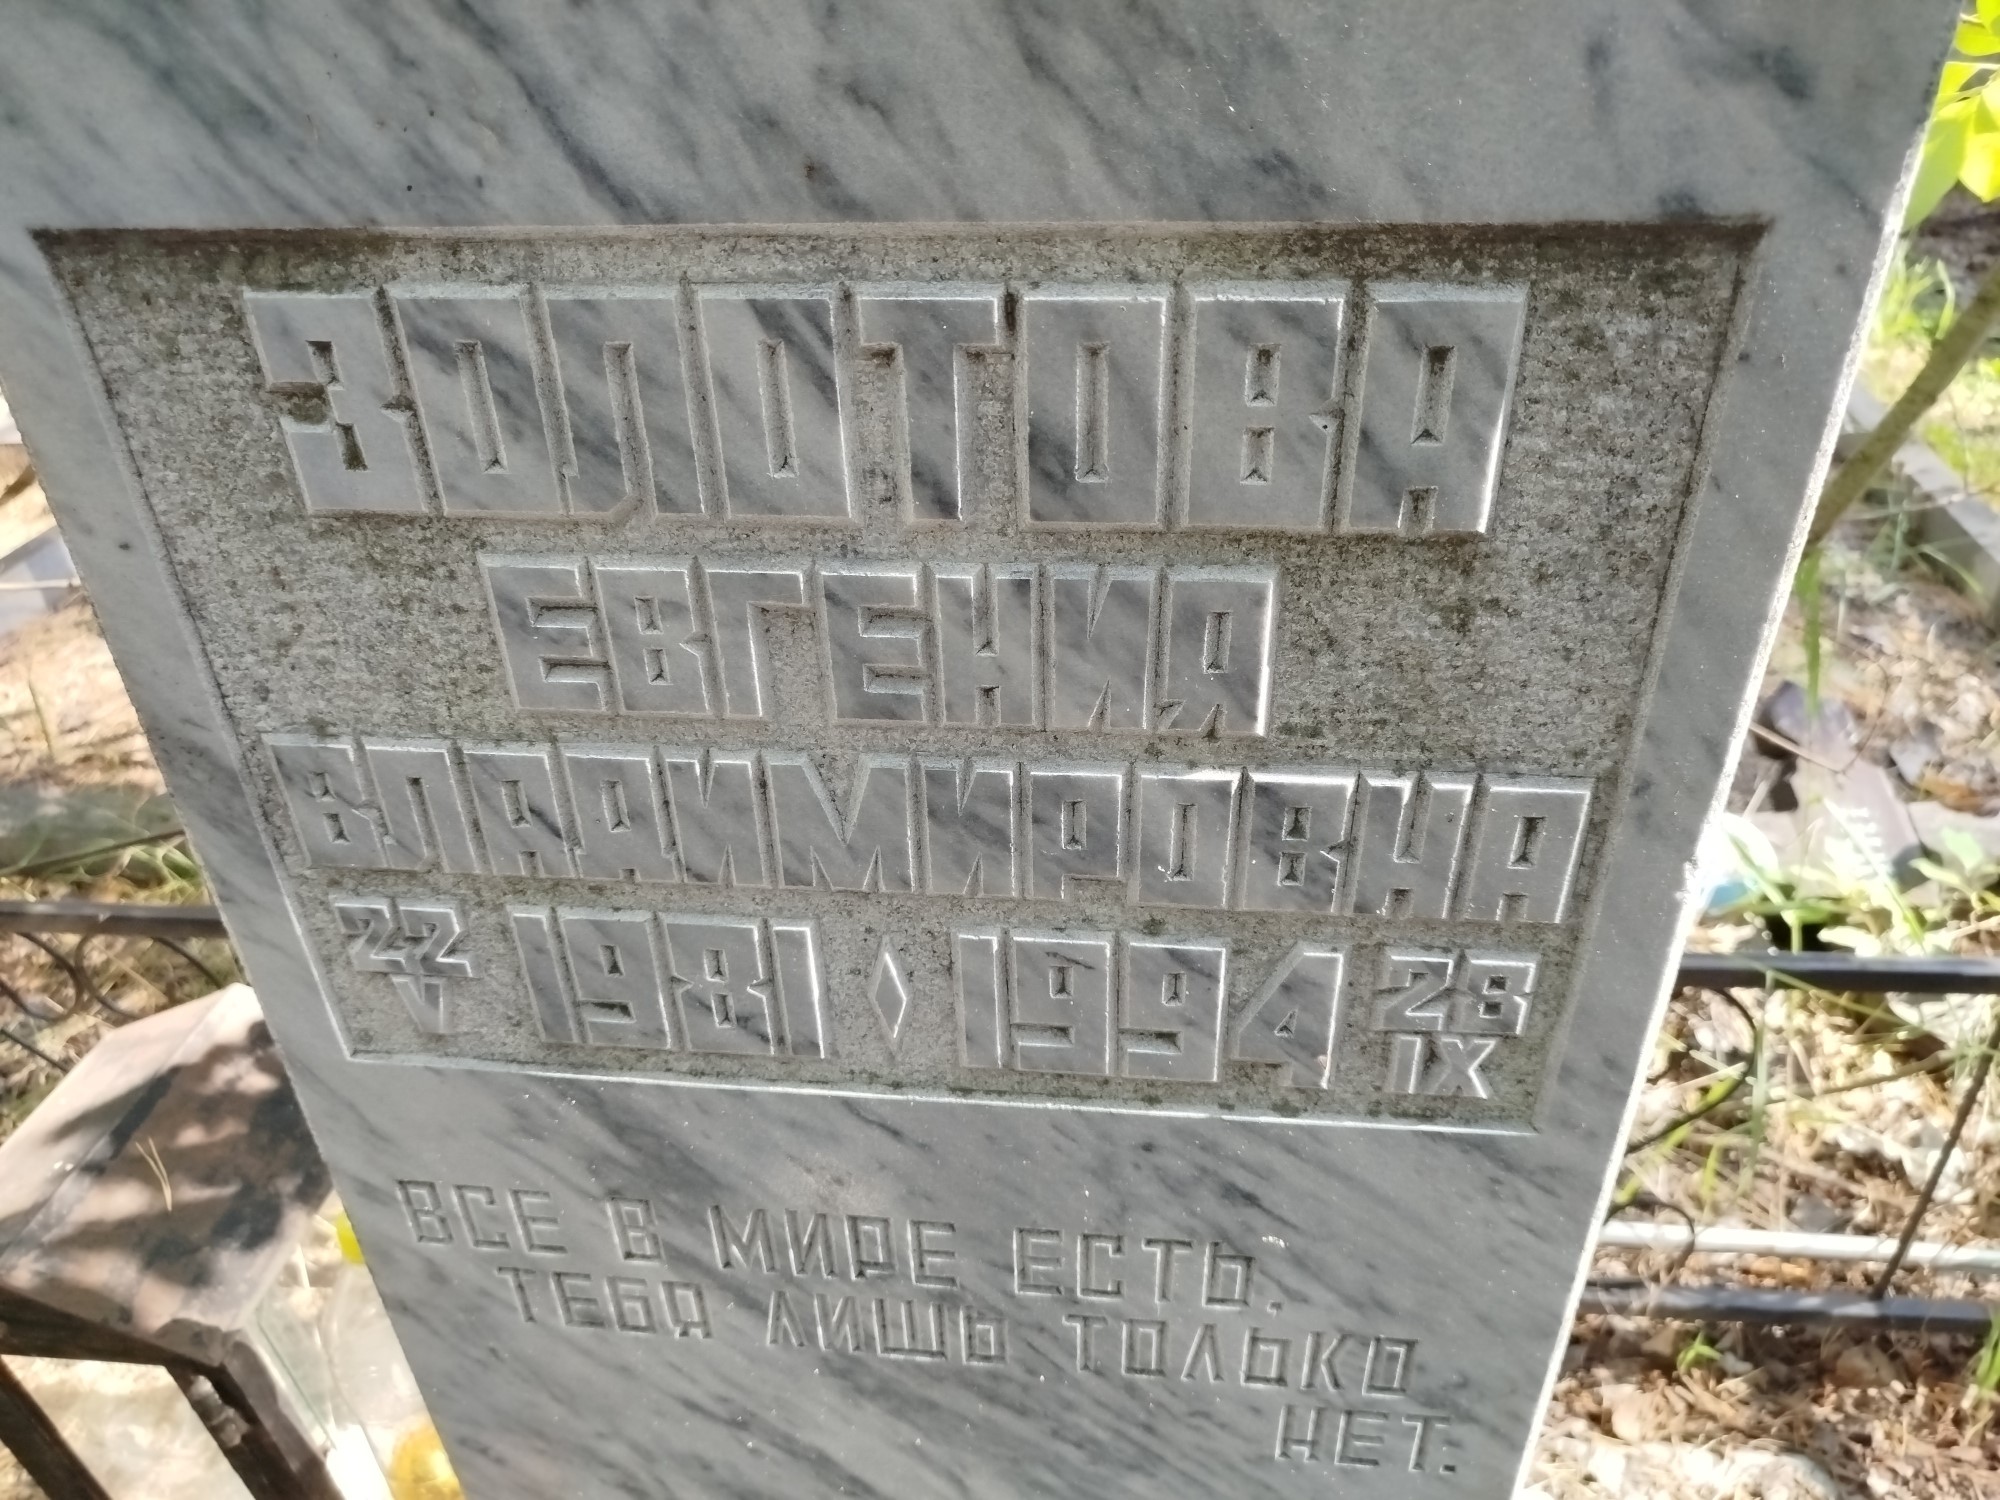 ЗОЛОТОВА
ЕВГЕНИЯ
ВЛАДИМИРОВНА
22 V 1981 ◊ 1994 28 IX
ВСЕ В МИРЕ ЕСТЬ,
ТЕБЯ ЛИШЬ ТОЛЬКО
НЕТ.